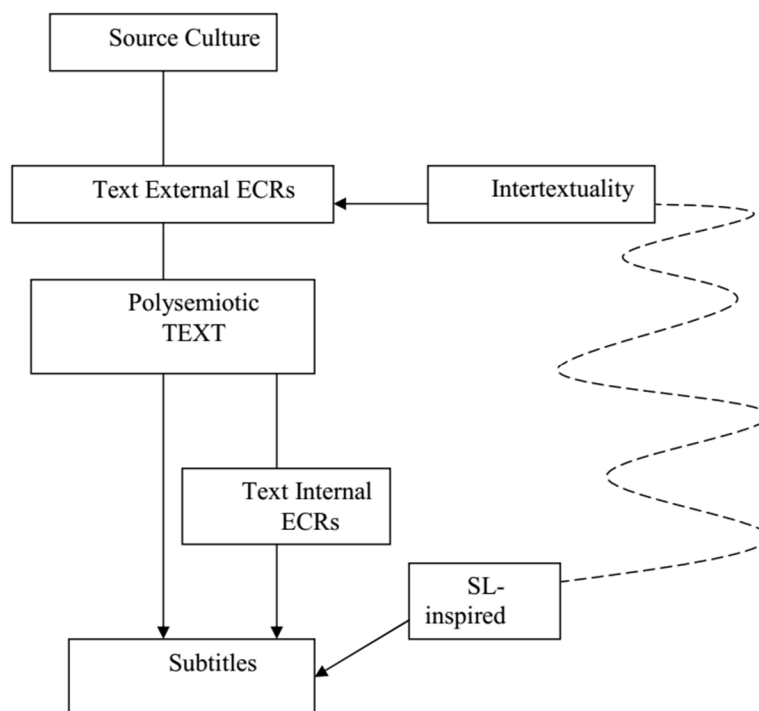 Source Culture
Text External ECRs
Intertextuality
Polysemiotic
TEXT
Text Internal
ECRs
SL-
inspired
Subtitles